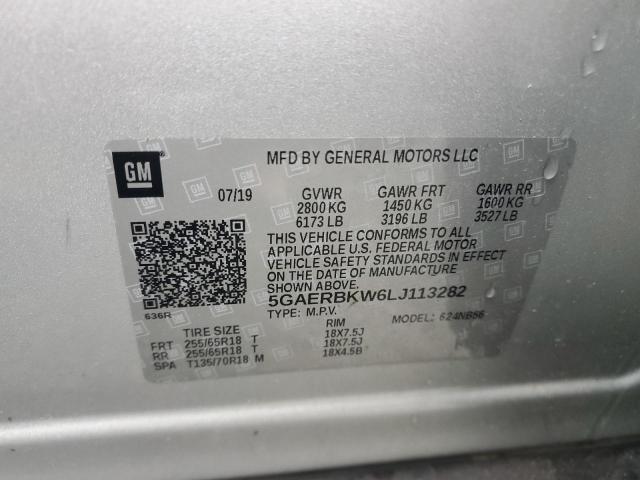 GM
MFD BY GENERAL MOTORS LLC
07/19 GVWR GAWR FRT GAWR RR
2800 KG 1450 KG 1600 KG
6173 LB 3196 LB 3527 LB
THIS VEHICLE CONFORMS TO ALL
APPLICABLE U.S. FEDERAL MOTOR
VEHICLE SAFETY STANDARDS IN EFFECT
ON THE DATE OF MANUFACTURE
SHOWN ABOVE.
5GAERBKW6LJ113282
636R
TYPE: M.P.V. MODEL: 624NB56
TIRE SIZE RIM
FRT 255/65R18 T 18X7.5J
RR 255/65R18 T 18X7.5J
SPA T135/70R18 M 18X4.5B